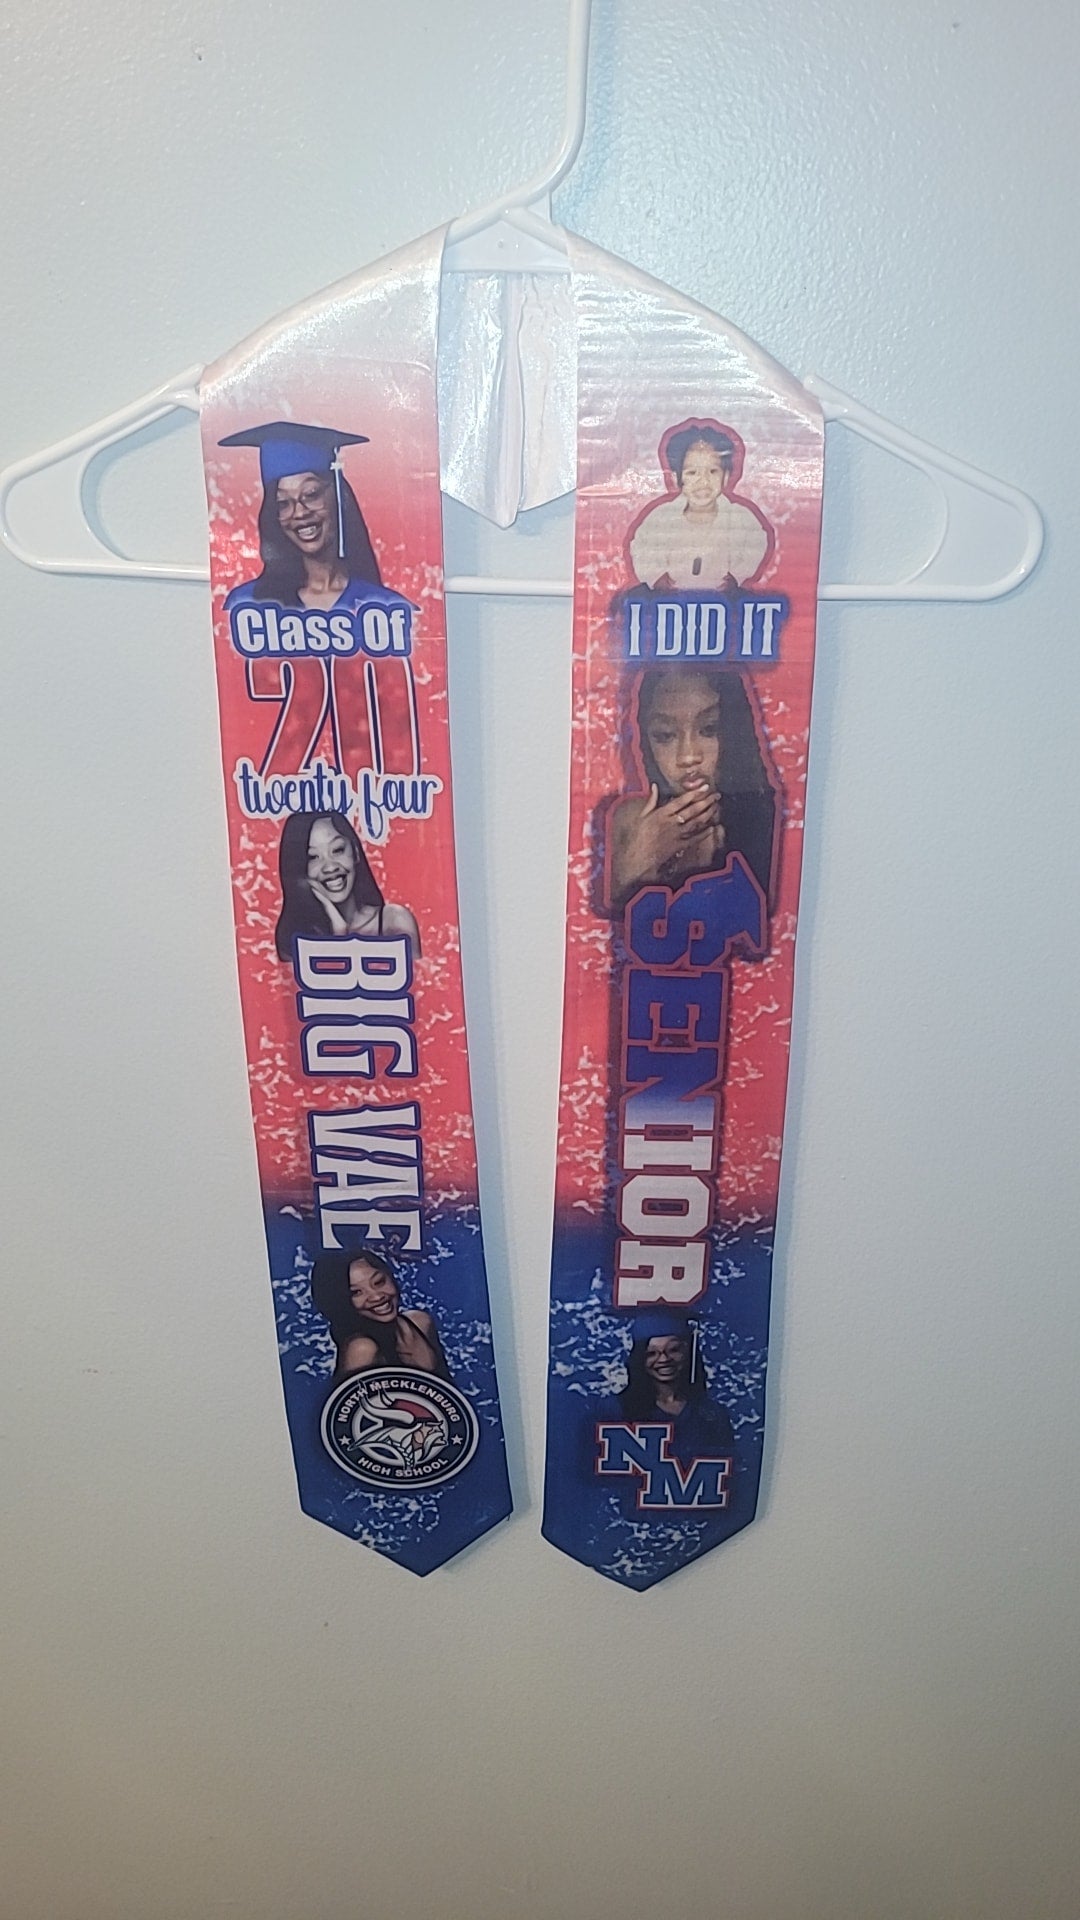 Class Of
20
twenty four
BIG VAE
NORTH MECKLENBURG
HIGH SCHOOL
I DID IT
SENIOR
NM